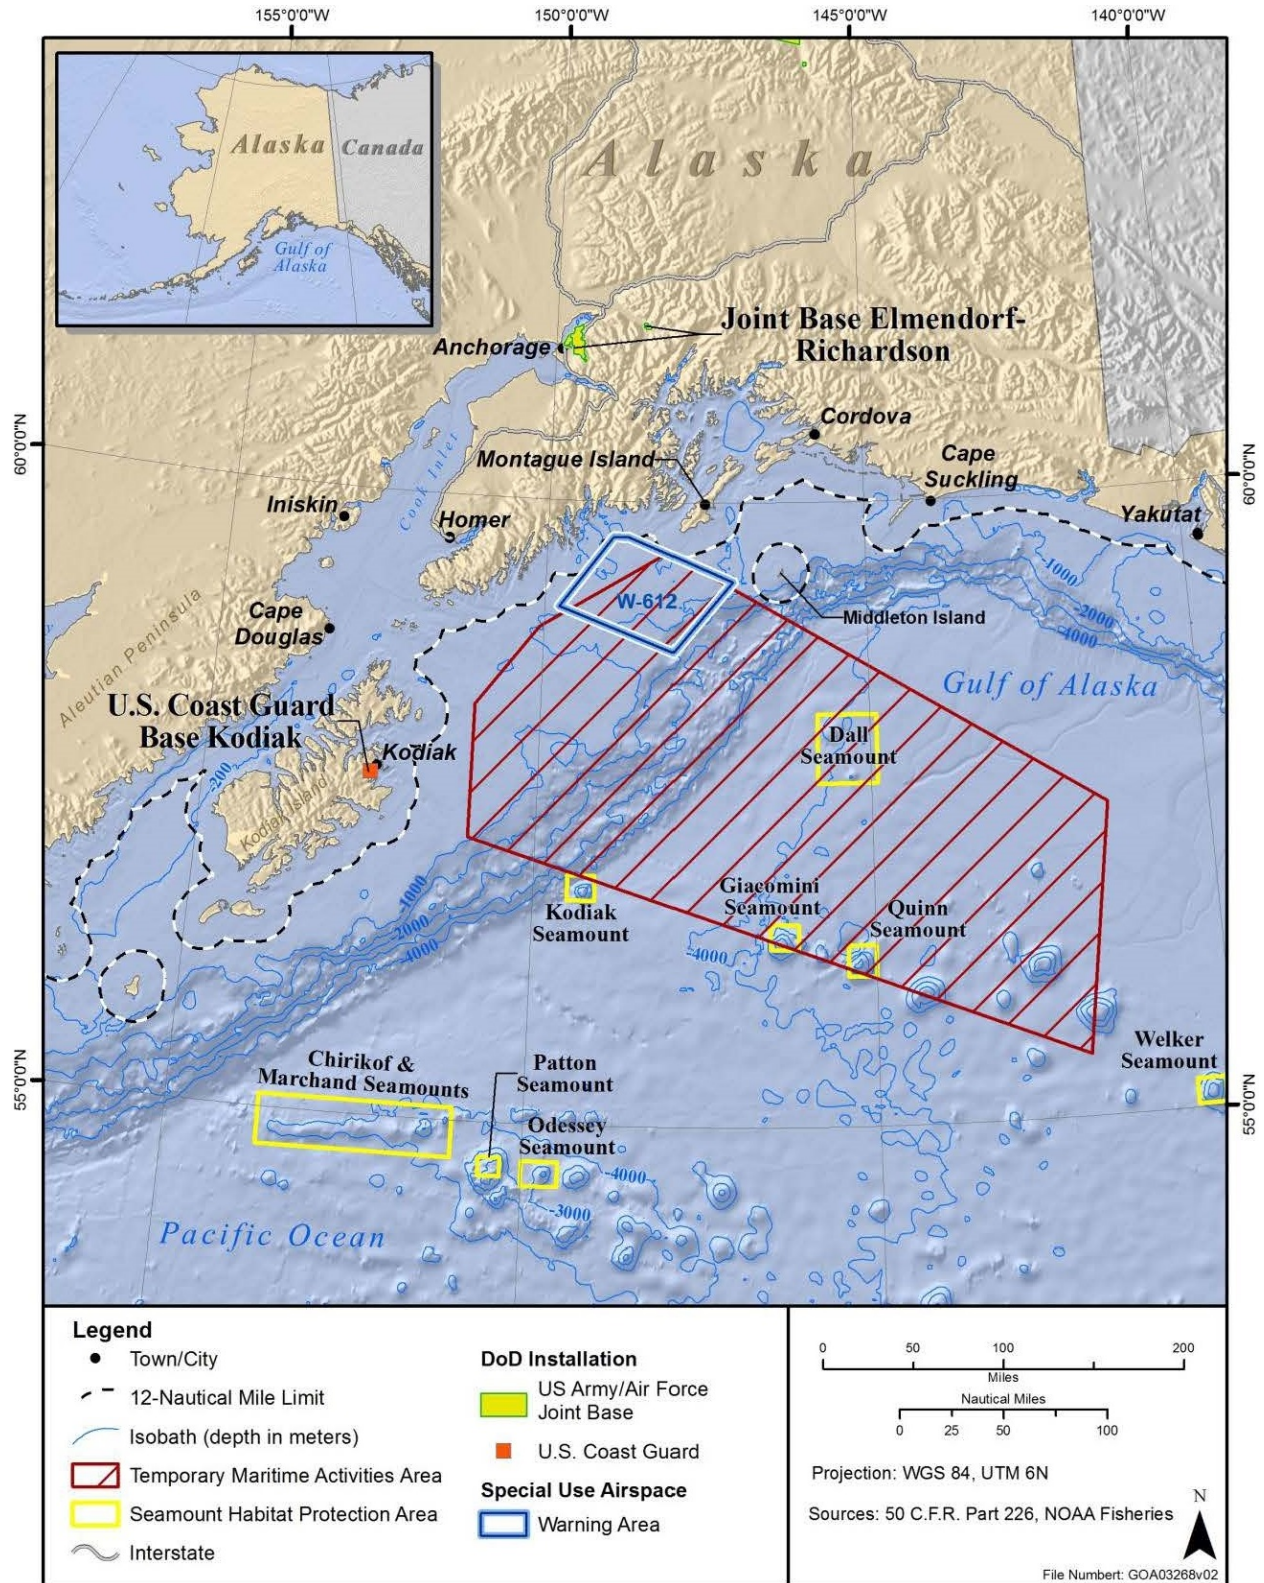 155°0'0"W
150°0'0"W
145°0'0"W
140°0'0"W
Alaska
Canada
Gulf of
Alaska
Alaska
Joint Base Elmendorf-
Richardson
Anchorage
60°0'0"N
60°0'0"N
Cordova
Montague Island
Cape
Suckling
Iniskin
Cook Inlet
Homer
Yakutat
-1000
-2000
-4000
W-612
Middleton Island
Cape
Douglas
Aleutian Peninsula
Gulf of Alaska
U.S. Coast Guard
Base Kodiak
Kodiak
Dall
Seamount
-200
Kodiak Island
Giacomini
Seamount
Quinn
Seamount
Kodiak
Seamount
-1000
-2000
-4000
-4000
Welker
Seamount
55°0'0"N
55°0'0"N
Chirikof &
Marchand Seamounts
Patton
Seamount
Odessey
Seamount
-4000
-3000
Pacific Ocean
Legend
Town/City
12-Nautical Mile Limit
Isobath (depth in meters)
Temporary Maritime Activities Area
Seamount Habitat Protection Area
Interstate
DoD Installation
US Army/Air Force
Joint Base
U.S. Coast Guard
Special Use Airspace
Warning Area
0 50 100 200
Miles
Nautical Miles
0 25 50 100
Projection: WGS 84, UTM 6N
Sources: 50 C.F.R. Part 226, NOAA Fisheries
N
File Numbert: GOA03268v02